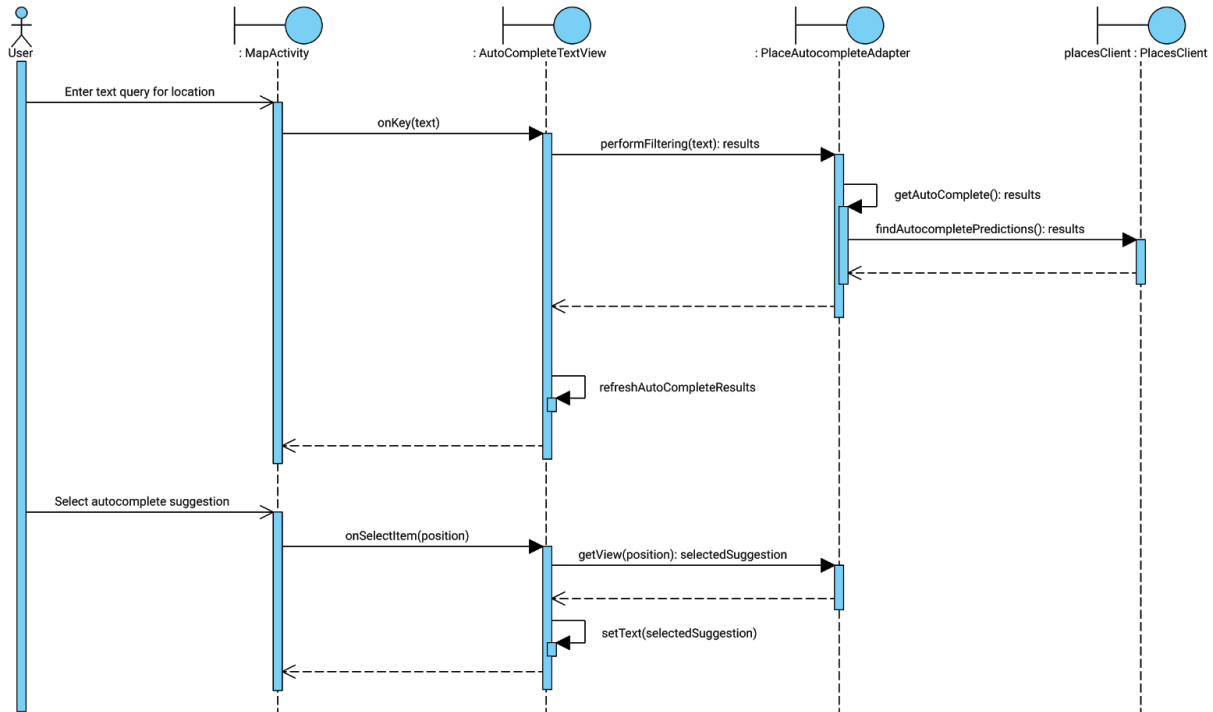 User
: MapActivity
: AutoCompleteTextView
: PlaceAutocompleteAdapter
placesClient : PlacesClient
Enter text query for location
onKey(text)
performFiltering(text): results
getAutoComplete(): results
findAutocompletePredictions(): results
refreshAutoCompleteResults
Select autocomplete suggestion
onSelectItem(position)
getView(position): selectedSuggestion
setText(selectedSuggestion)